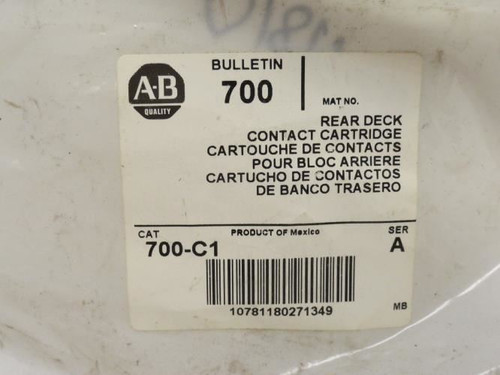 BULLETIN
A-B
QUALITY
700
MAT NO.
REAR DECK
CONTACT CARTRIDGE
CARTOUCHE DE CONTACTS
POUR BLOC ARRIERE
CARTUCHO DE CONTACTOS
DE BANCO TRASERO
CAT
PRODUCT OF Mexico
SER
700-C1
A
10781180271349
MB